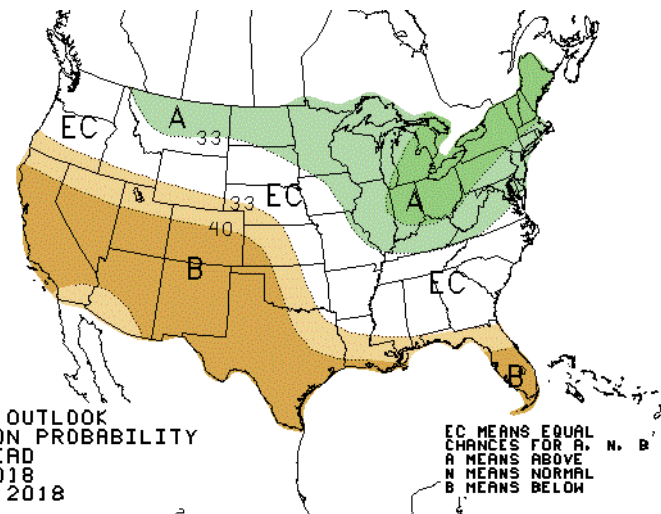 A
33
EC
EC
33
A
40
B
EC
B
OUTLOOK
ON PROBABILITY
EAD
018
2018
EC MEANS EQUAL
CHANCES FOR A, N, B
A MEANS ABOVE
N MEANS NORMAL
B MEANS BELOW